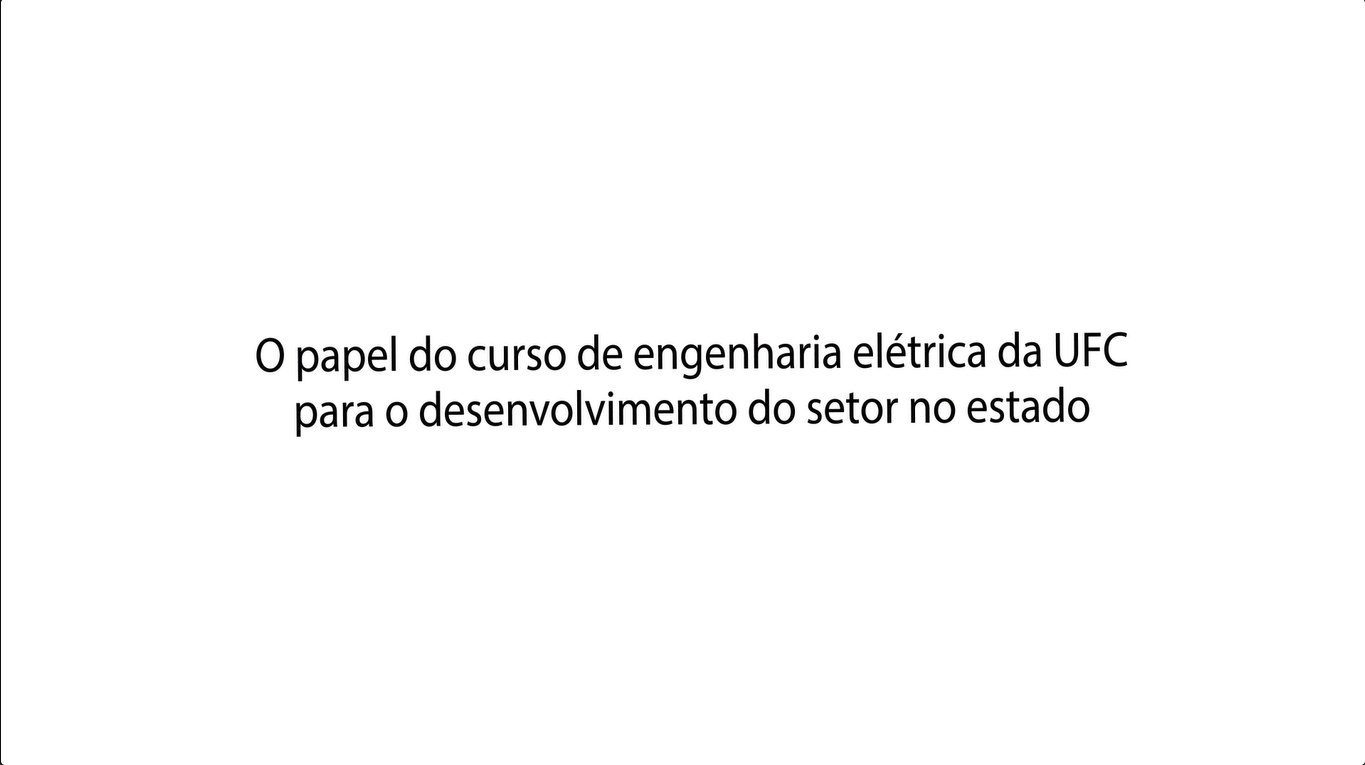 O papel do curso de engenharia elétrica da UFC
para o desenvolvimento do setor no estado